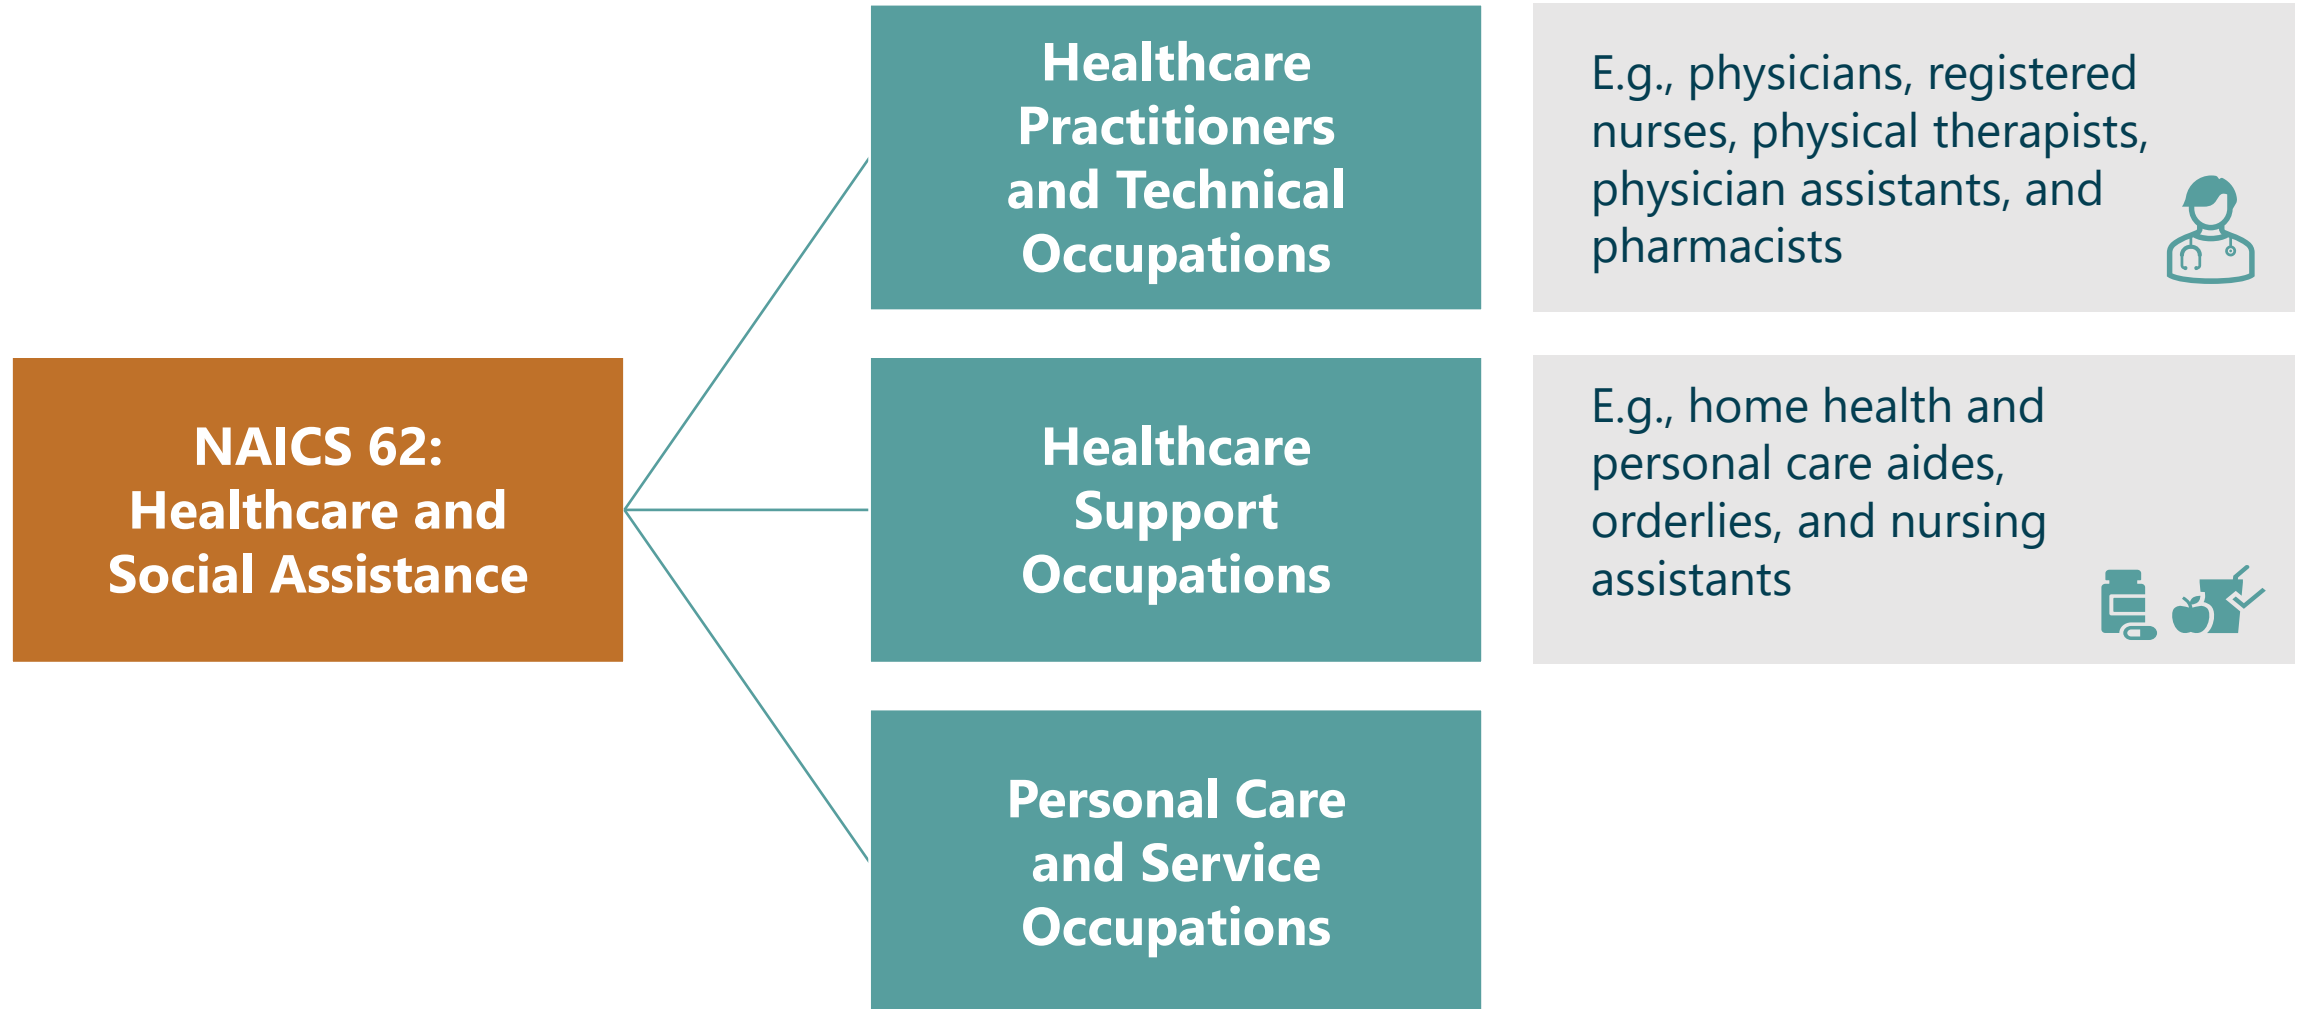 NAICS 62:
Healthcare and
Social Assistance
Healthcare
Practitioners
and Technical
Occupations
E.g., physicians, registered
nurses, physical therapists,
physician assistants, and
pharmacists
Healthcare
Support
Occupations
E.g., home health and
personal care aides,
orderlies, and nursing
assistants
Personal Care
and Service
Occupations